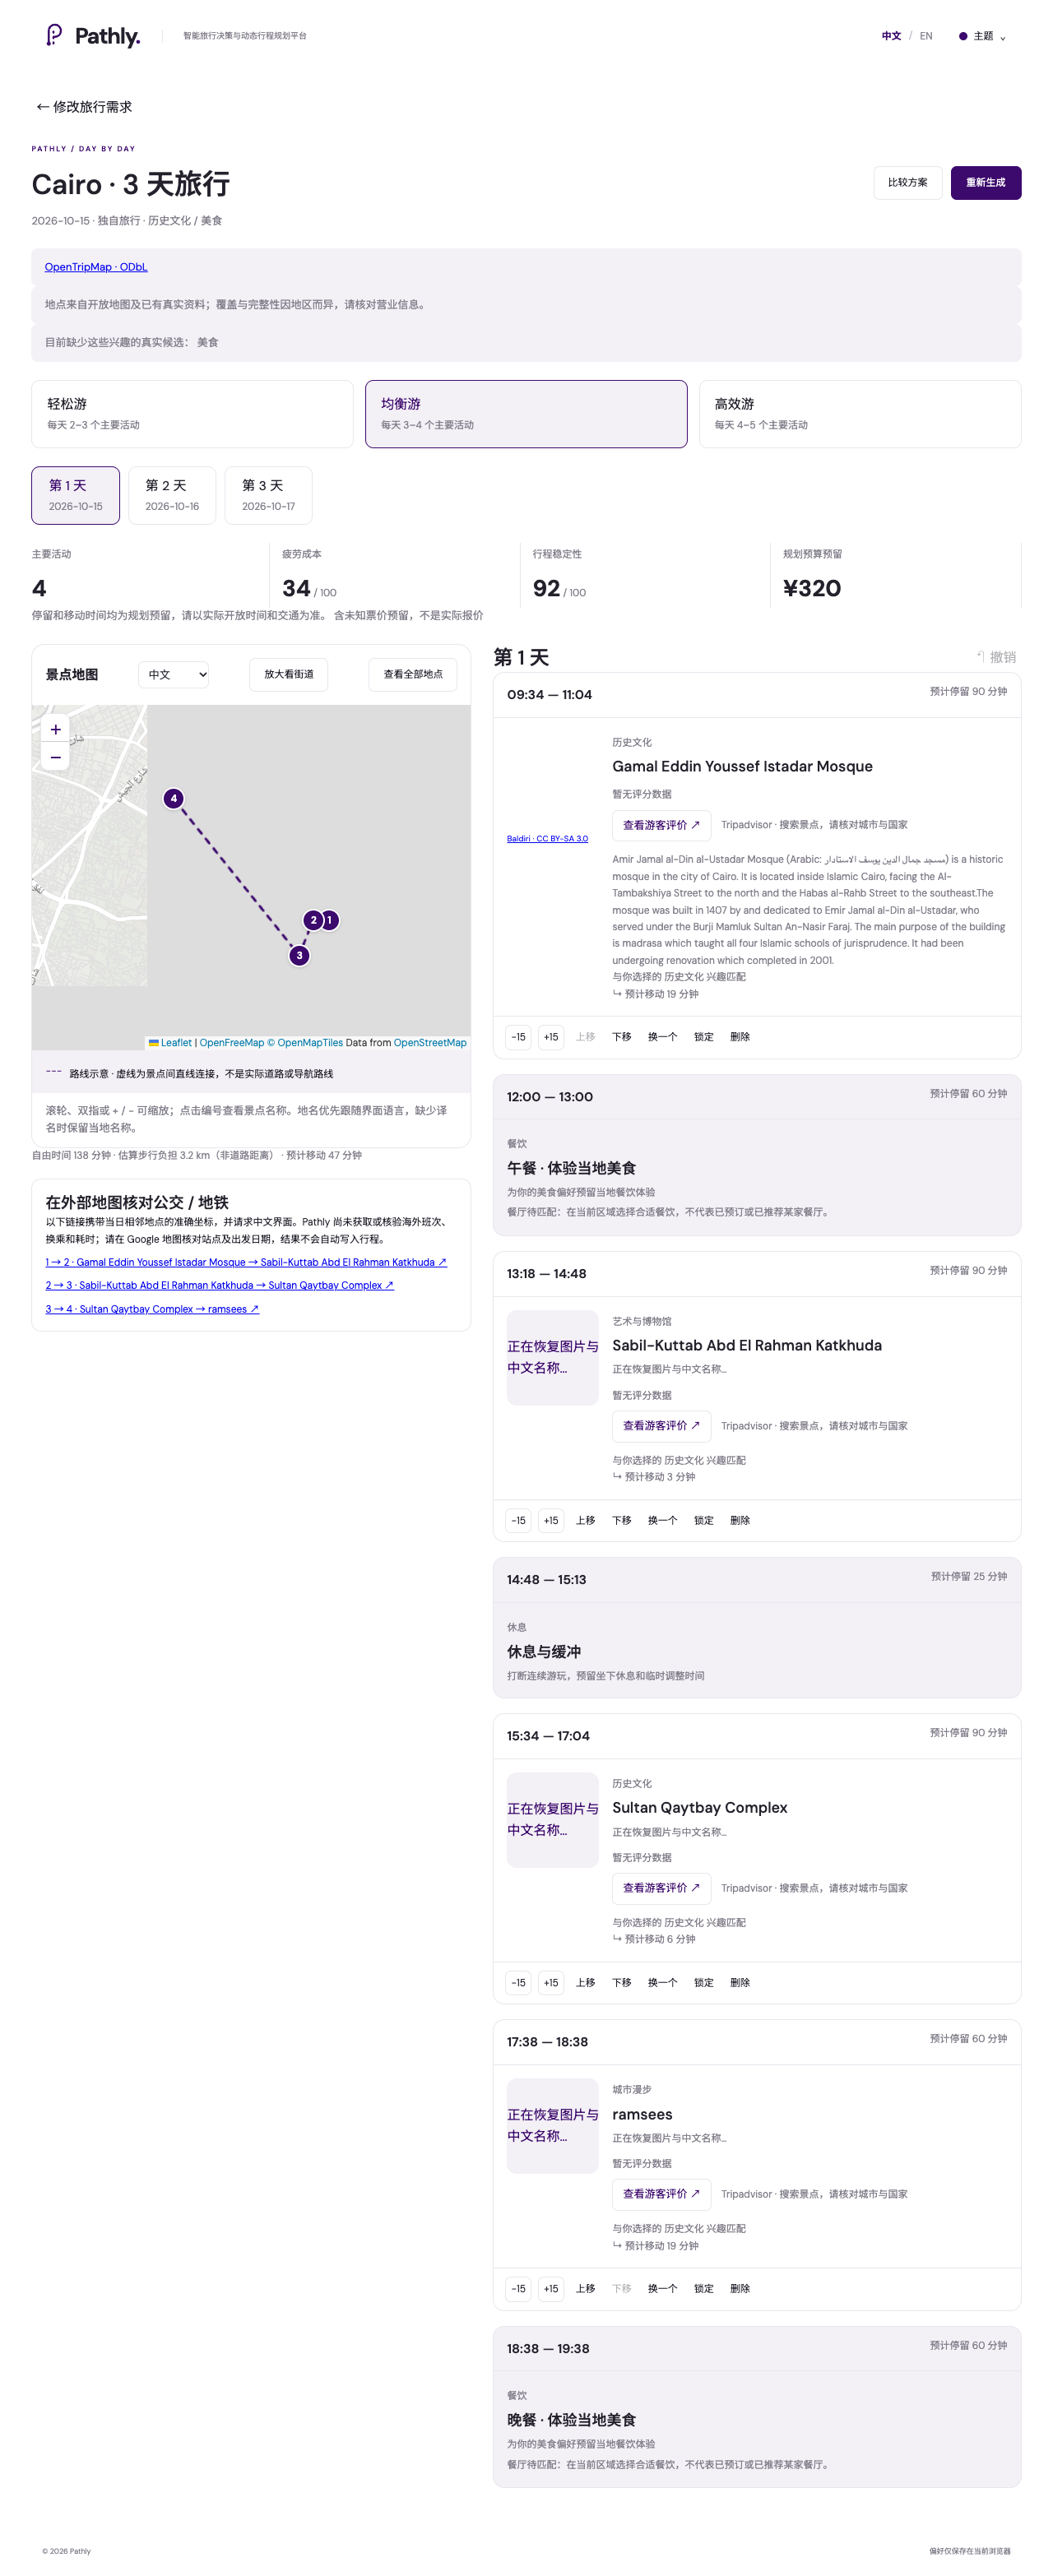 Pathly.
智能旅行决策与动态行程规划平台
中文 / EN
主题
← 修改旅行需求
PATHLY / DAY BY DAY
Cairo · 3 天旅行
比较方案
重新生成
2026-10-15 · 独自旅行 · 历史文化 / 美食
OpenTripMap · ODbL
地点来自开放地图及已有真实资料；覆盖与完整性因地区而异，请核对营业信息。
目前缺少这些兴趣的真实候选： 美食
轻松游
每天 2–3 个主要活动
均衡游
每天 3–4 个主要活动
高效游
每天 4–5 个主要活动
第 1 天
2026-10-15
第 2 天
2026-10-16
第 3 天
2026-10-17
主要活动
4
疲劳成本
34 / 100
行程稳定性
92 / 100
规划预算预留
¥320
停留和移动时间均为规划预留，请以实际开放时间和交通为准。 含未知票价预留，不是实际报价
景点地图
中文
放大看街道
查看全部地点
+
−
4
2
1
3
Leaflet | OpenFreeMap © OpenMapTiles Data from OpenStreetMap
--- 路线示意 · 虚线为景点间直线连接，不是实际道路或导航路线
滚轮、双指或 + / - 可缩放；点击编号查看景点名称。地名优先跟随界面语言，缺少译
名时保留当地名称。
自由时间 138 分钟 · 估算步行负担 3.2 km（非道路距离） · 预计移动 47 分钟
在外部地图核对公交 / 地铁
以下链接携带当日相邻地点的准确坐标，并请求中文界面。Pathly 尚未获取或核验海外班次、
换乘和耗时；请在 Google 地图核对站点及出发日期，结果不会自动写入行程。
1 → 2 · Gamal Eddin Youssef Istadar Mosque → Sabil-Kuttab Abd El Rahman Katkhuda ↗
2 → 3 · Sabil-Kuttab Abd El Rahman Katkhuda → Sultan Qaytbay Complex ↗
3 → 4 · Sultan Qaytbay Complex → ramsees ↗
第 1 天
撤销
09:34 — 11:04
预计停留 90 分钟
Baldiri · CC BY-SA 3.0
历史文化
Gamal Eddin Youssef Istadar Mosque
暂无评分数据
查看游客评价 ↗
Tripadvisor · 搜索景点，请核对城市与国家
Amir Jamal al-Din al-Ustadar Mosque (Arabic: مسجد جمال الدين يوسف الاستادار) is a historic
mosque in the city of Cairo. It is located inside Islamic Cairo, facing the Al-
Tambakshiya Street to the north and the Habas al-Rahb Street to the southeast.The
mosque was built in 1407 by and dedicated to Emir Jamal al-Din al-Ustadar, who
served under the Burji Mamluk Sultan An-Nasir Faraj. The main purpose of the building
is madrasa which taught all four Islamic schools of jurisprudence. It had been
undergoing renovation which completed in 2001.
与你选择的 历史文化 兴趣匹配
↳ 预计移动 19 分钟
-15 +15 上移 下移 换一个 锁定 删除
12:00 — 13:00
预计停留 60 分钟
餐饮
午餐 · 体验当地美食
为你的美食偏好预留当地餐饮体验
餐厅待匹配：在当前区域选择合适餐饮，不代表已预订或已推荐某家餐厅。
13:18 — 14:48
预计停留 90 分钟
正在恢复图片与
中文名称…
艺术与博物馆
Sabil-Kuttab Abd El Rahman Katkhuda
正在恢复图片与中文名称…
暂无评分数据
查看游客评价 ↗
Tripadvisor · 搜索景点，请核对城市与国家
与你选择的 历史文化 兴趣匹配
↳ 预计移动 3 分钟
-15 +15 上移 下移 换一个 锁定 删除
14:48 — 15:13
预计停留 25 分钟
休息
休息与缓冲
打断连续游玩，预留坐下休息和临时调整时间
15:34 — 17:04
预计停留 90 分钟
正在恢复图片与
中文名称…
历史文化
Sultan Qaytbay Complex
正在恢复图片与中文名称…
暂无评分数据
查看游客评价 ↗
Tripadvisor · 搜索景点，请核对城市与国家
与你选择的 历史文化 兴趣匹配
↳ 预计移动 6 分钟
-15 +15 上移 下移 换一个 锁定 删除
17:38 — 18:38
预计停留 60 分钟
正在恢复图片与
中文名称…
城市漫步
ramsees
正在恢复图片与中文名称…
暂无评分数据
查看游客评价 ↗
Tripadvisor · 搜索景点，请核对城市与国家
与你选择的 历史文化 兴趣匹配
↳ 预计移动 19 分钟
-15 +15 上移 下移 换一个 锁定 删除
18:38 — 19:38
预计停留 60 分钟
餐饮
晚餐 · 体验当地美食
为你的美食偏好预留当地餐饮体验
餐厅待匹配：在当前区域选择合适餐饮，不代表已预订或已推荐某家餐厅。
© 2026 Pathly
偏好仅保存在当前浏览器